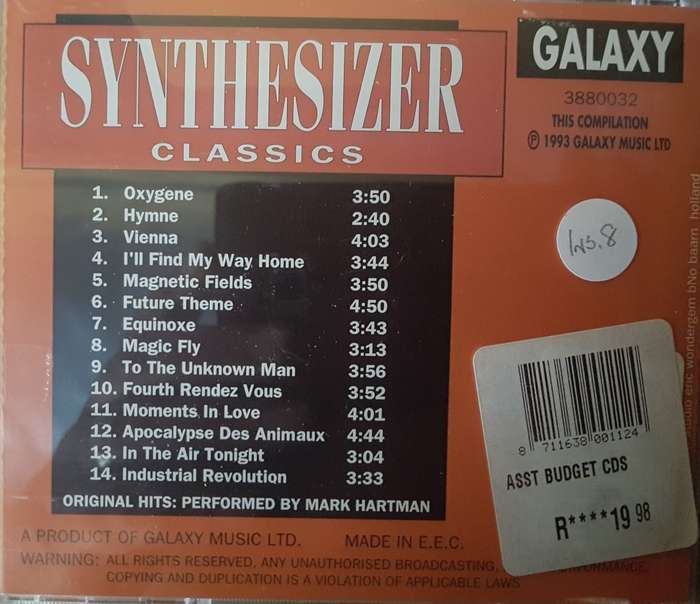 SYNTHESIZER
CLASSICS
GALAXY
3880032
THIS COMPILATION
℗ 1993 GALAXY MUSIC LTD
1. Oxygene 3:50
2. Hymne 2:40
3. Vienna 4:03
4. I'll Find My Way Home 3:44
5. Magnetic Fields 3:50
6. Future Theme 4:50
7. Equinoxe 3:43
8. Magic Fly 3:13
9. To The Unknown Man 3:56
10. Fourth Rendez Vous 3:52
11. Moments In Love 4:01
12. Apocalypse Des Animaux 4:44
13. In The Air Tonight 3:04
14. Industrial Revolution 3:33
ORIGINAL HITS: PERFORMED BY MARK HARTMAN
A PRODUCT OF GALAXY MUSIC LTD. MADE IN E.E.C.
WARNING: ALL RIGHTS RESERVED, ANY UNAUTHORISED BROADCASTING,
COPYING AND DUPLICATION IS A VIOLATION OF APPLICABLE LAWS
eric wondergem bNo baarn holland
8 711638 001124
ASST BUDGET CDS
R****19 98